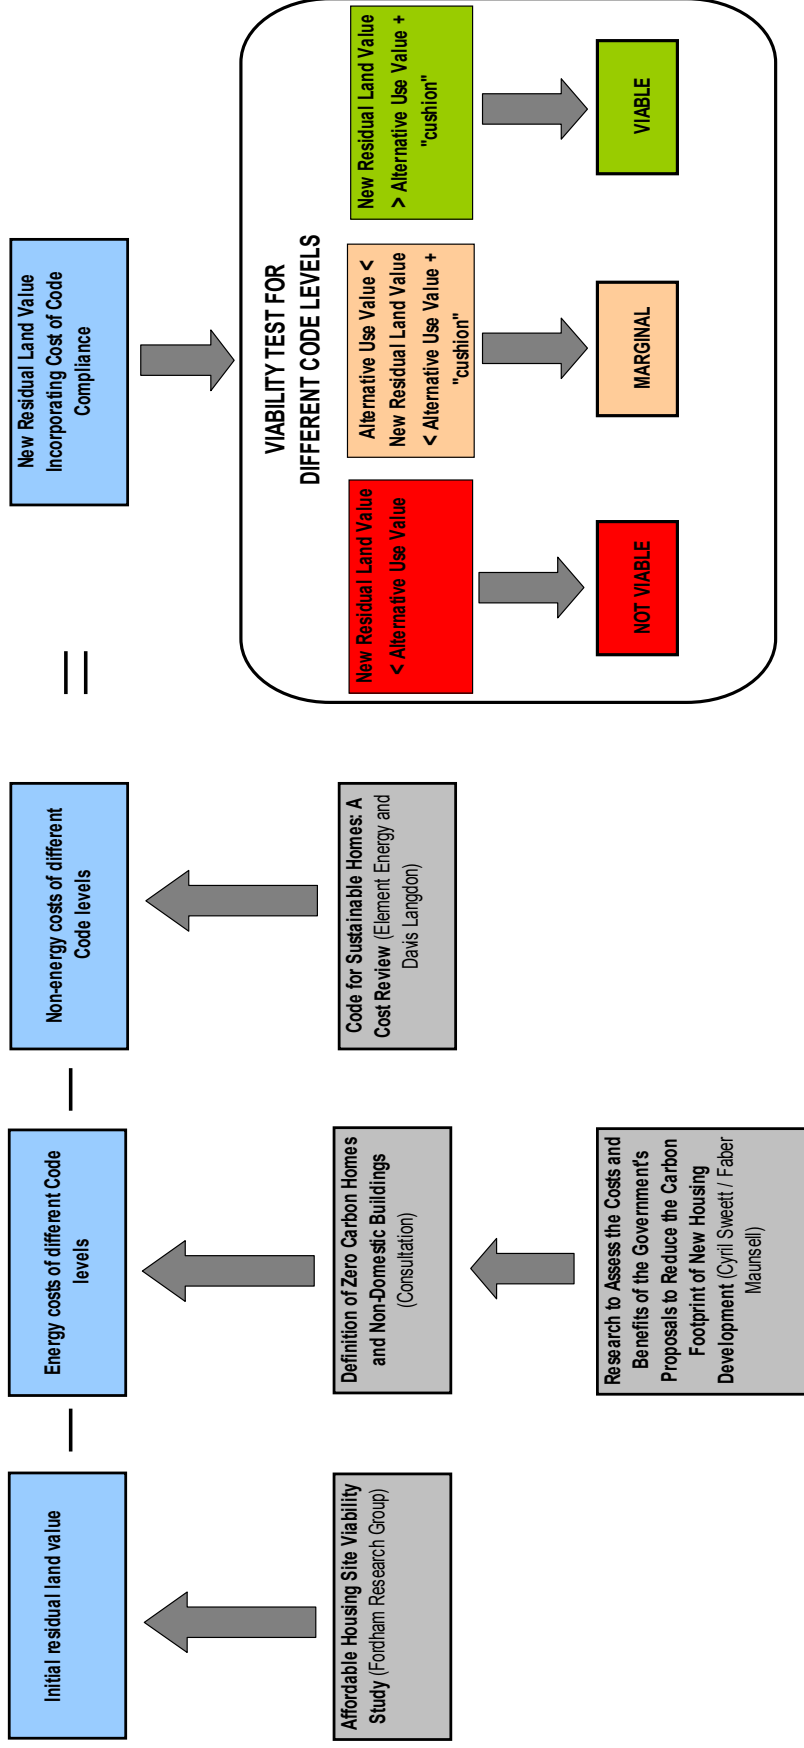 Initial residual land value
Energy costs of different Code
levels
Non-energy costs of different
Code levels
New Residual Land Value
Incorporating Cost of Code
Compliance
Affordable Housing Site Viability
Study (Fordham Research Group)
Definition of Zero Carbon Homes
and Non-Domestic Buildings
(Consultation)
Research to Assess the Costs and
Benefits of the Government's
Proposals to Reduce the Carbon
Footprint of New Housing
Development (Cyril Sweett / Faber
Maunsell)
Code for Sustainable Homes: A
Cost Review (Element Energy and
Davis Langdon)
VIABILITY TEST FOR
DIFFERENT CODE LEVELS
New Residual Land Value
< Alternative Use Value
Alternative Use Value <
New Residual Land Value
< Alternative Use Value +
"cushion"
New Residual Land Value
> Alternative Use Value +
"cushion"
NOT VIABLE
MARGINAL
VIABLE